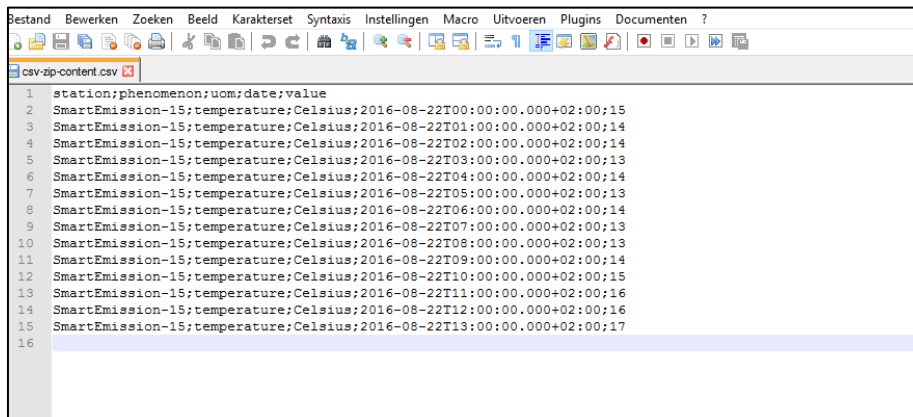 Bestand Bewerken Zoeken Beeld Karakterset Syntaxis Instellingen Macro Uitvoeren Plugins Documenten ?
csv-zip-content.csv
1 station;phenomenon;uom;date;value
2 SmartEmission-15;temperature;Celsius;2016-08-22T00:00:00.000+02:00;15
3 SmartEmission-15;temperature;Celsius;2016-08-22T01:00:00.000+02:00;14
4 SmartEmission-15;temperature;Celsius;2016-08-22T02:00:00.000+02:00;14
5 SmartEmission-15;temperature;Celsius;2016-08-22T03:00:00.000+02:00;13
6 SmartEmission-15;temperature;Celsius;2016-08-22T04:00:00.000+02:00;14
7 SmartEmission-15;temperature;Celsius;2016-08-22T05:00:00.000+02:00;13
8 SmartEmission-15;temperature;Celsius;2016-08-22T06:00:00.000+02:00;14
9 SmartEmission-15;temperature;Celsius;2016-08-22T07:00:00.000+02:00;13
10 SmartEmission-15;temperature;Celsius;2016-08-22T08:00:00.000+02:00;13
11 SmartEmission-15;temperature;Celsius;2016-08-22T09:00:00.000+02:00;14
12 SmartEmission-15;temperature;Celsius;2016-08-22T10:00:00.000+02:00;15
13 SmartEmission-15;temperature;Celsius;2016-08-22T11:00:00.000+02:00;16
14 SmartEmission-15;temperature;Celsius;2016-08-22T12:00:00.000+02:00;16
15 SmartEmission-15;temperature;Celsius;2016-08-22T13:00:00.000+02:00;17
16